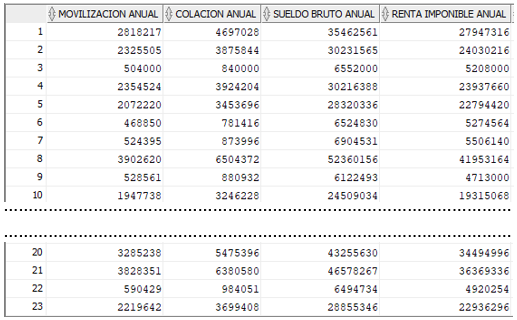 MOVILIZACION ANUAL COLACION ANUAL SUELDO BRUTO ANUAL RENTA IMPONIBLE ANUAL
1 2818217 4697028 35462561 27947316
2 2325505 3875844 30231565 24030216
3 504000 840000 6552000 5208000
4 2354524 3924204 30216388 23937660
5 2072220 3453696 28320336 22794420
6 468850 781416 6524830 5274564
7 524395 873996 6904531 5506140
8 3902620 6504372 52360156 41953164
9 528561 880932 6122493 4713000
10 1947738 3246228 24509034 19315068
20 3285238 5475396 43255630 34494996
21 3828351 6380580 46578267 36369336
22 590429 984051 6494734 4920254
23 2219642 3699408 28855346 22936296